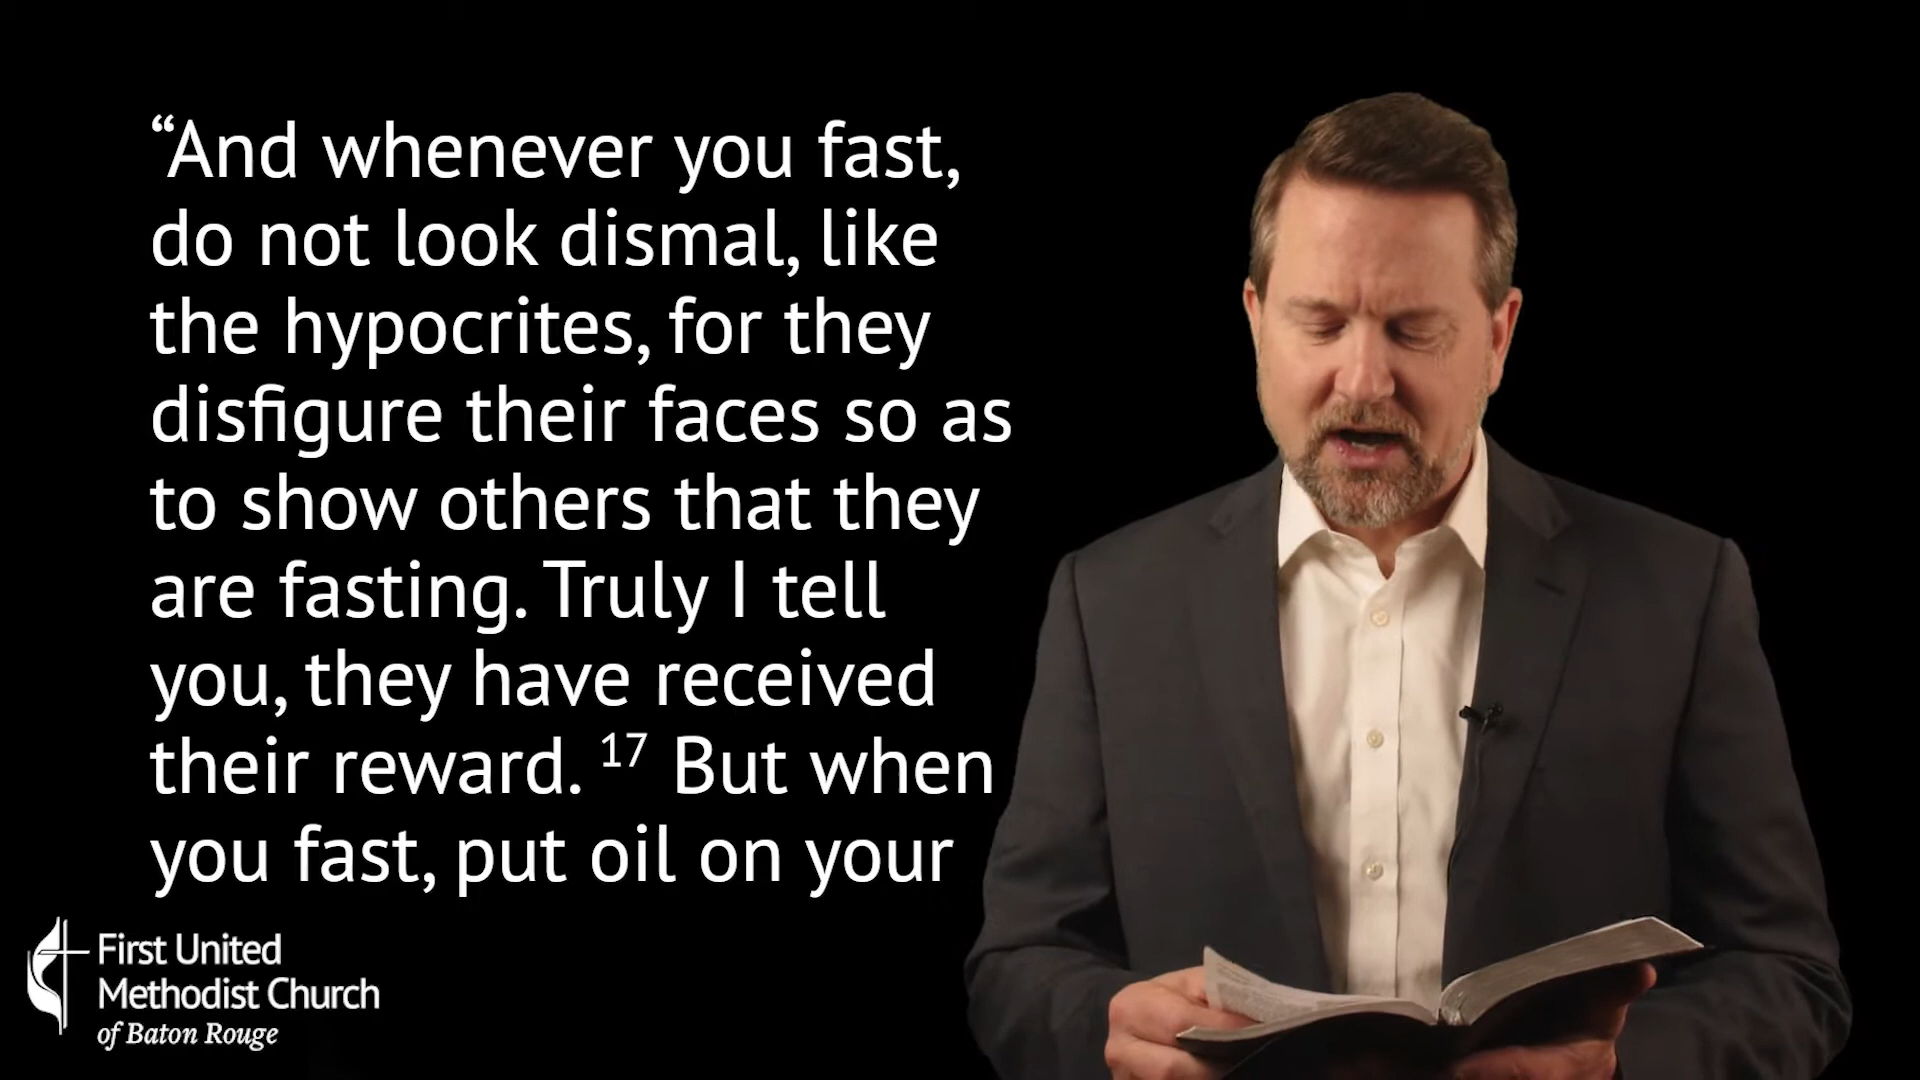 “And whenever you fast,
do not look dismal, like
the hypocrites, for they
disfigure their faces so as
to show others that they
are fasting. Truly I tell
you, they have received
their reward. 17 But when
you fast, put oil on your
First United
Methodist Church
of Baton Rouge